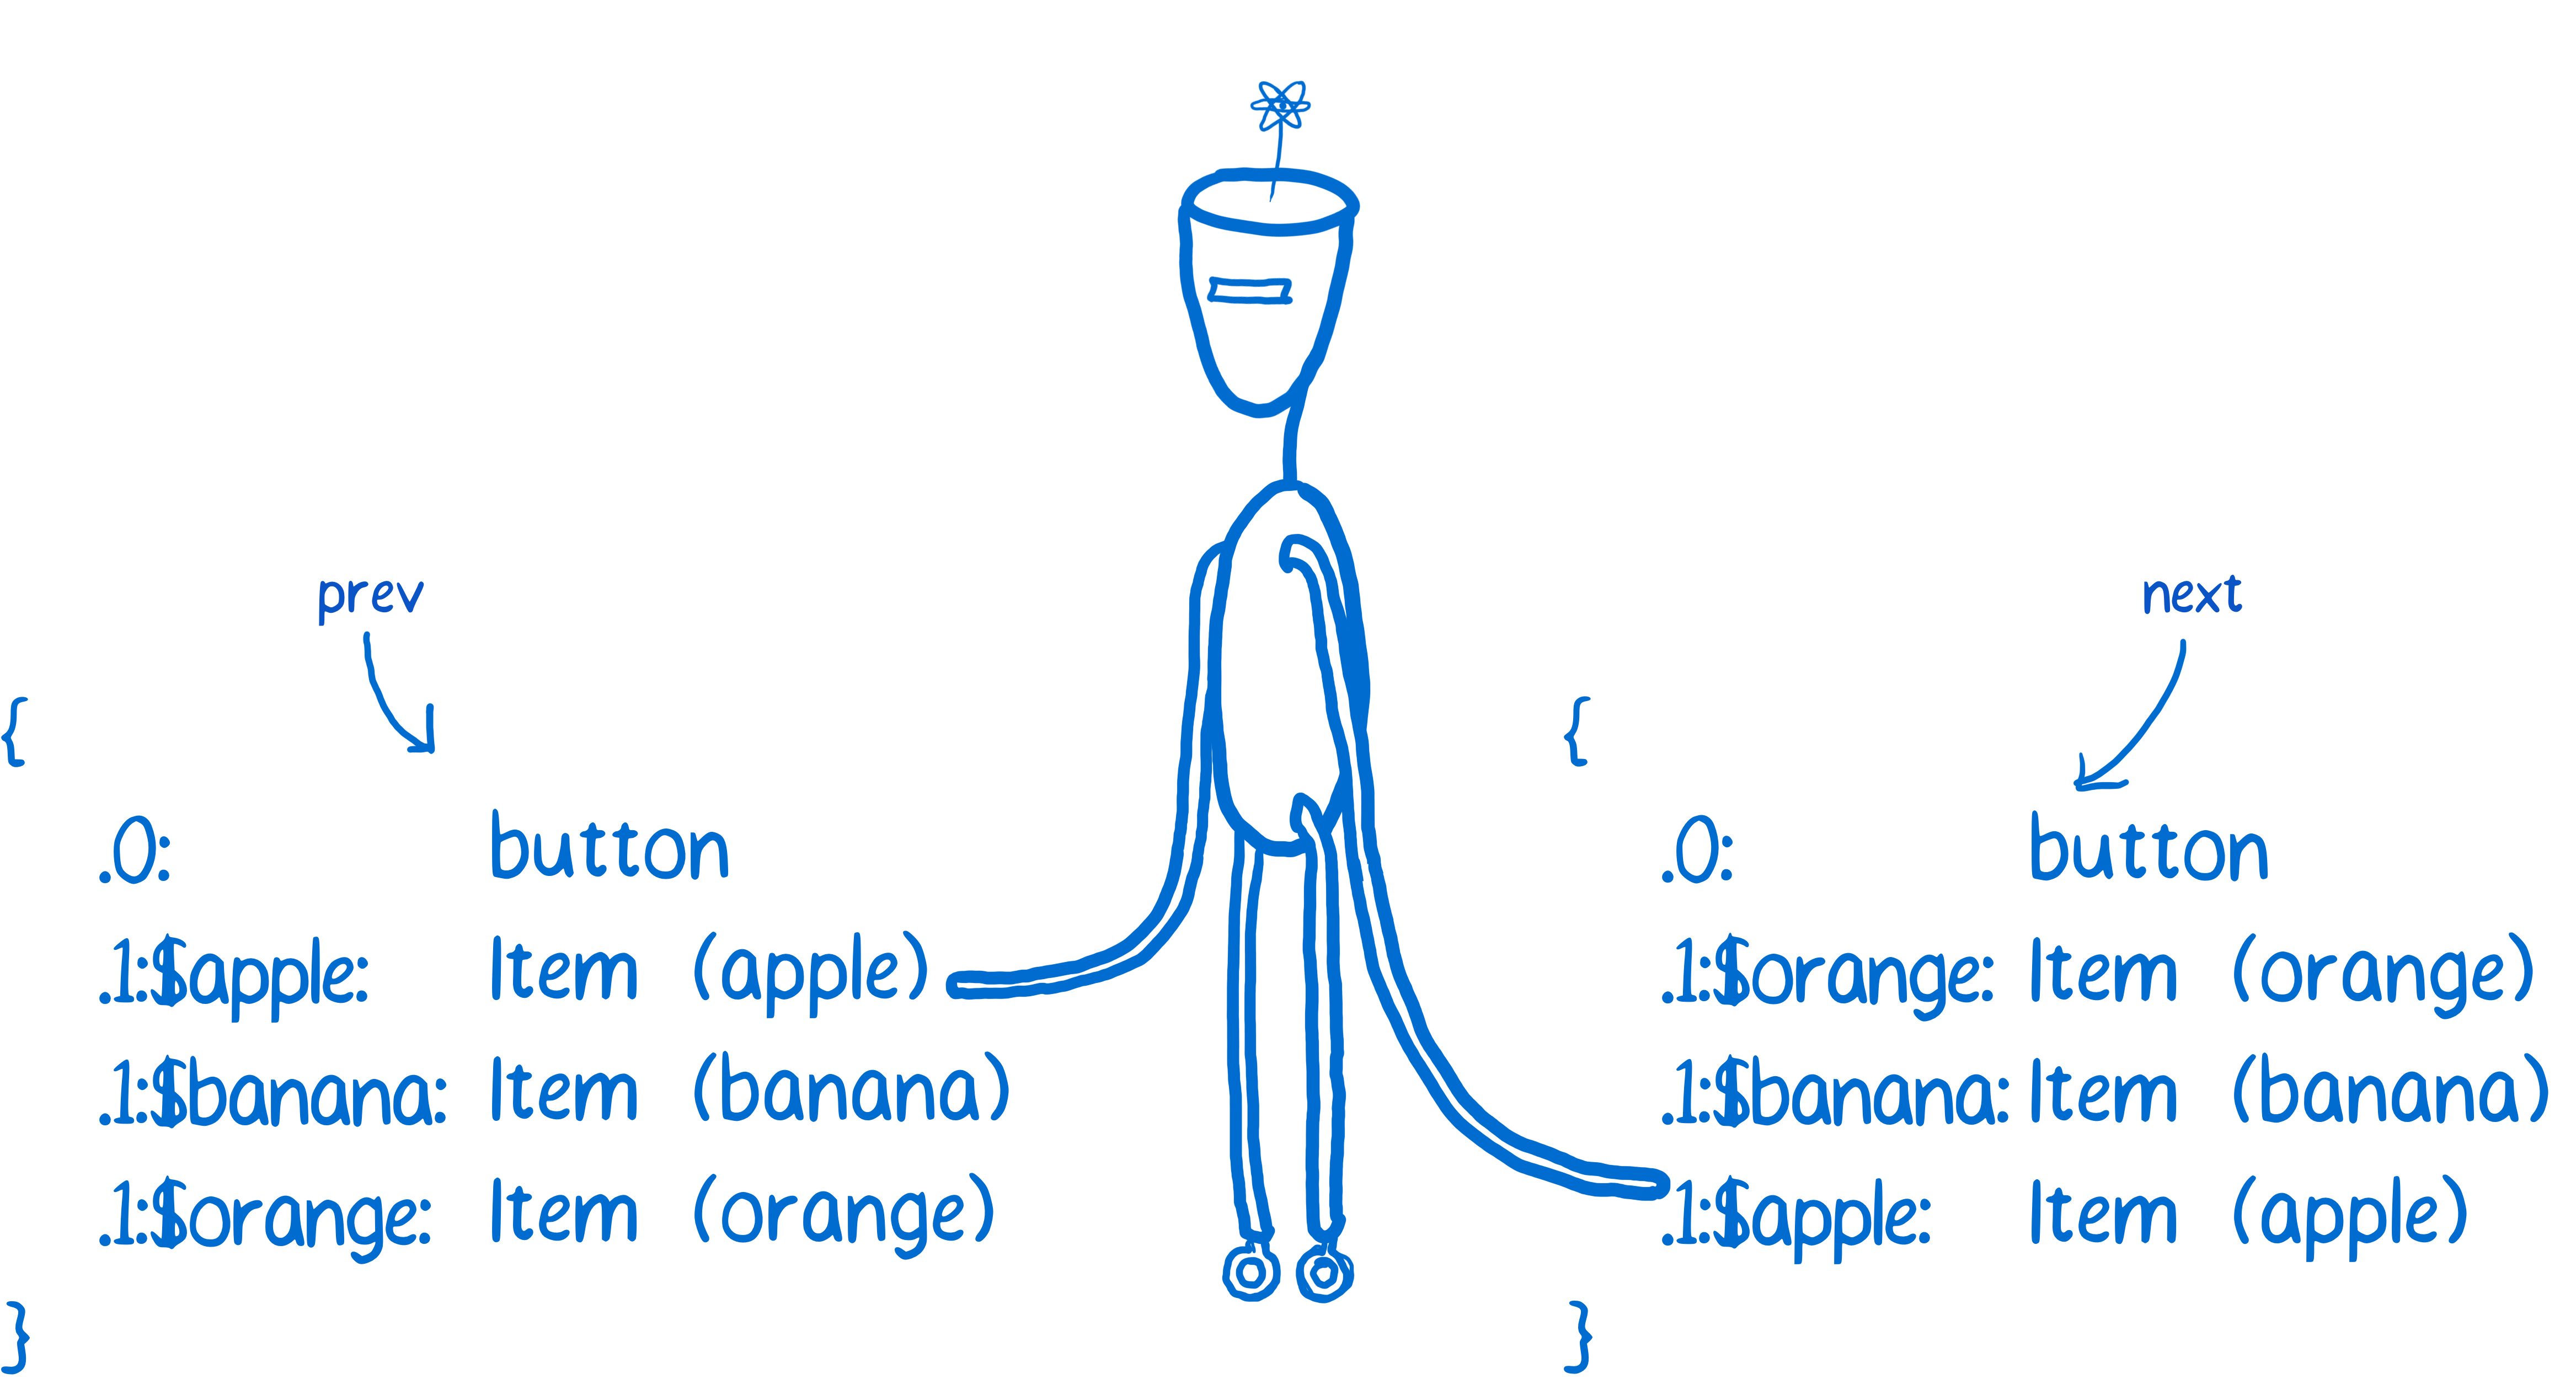 prev
{
.0: button
.1:$apple: Item (apple)
.1:$banana: Item (banana)
.1:$orange: Item (orange)
}
next
{
.0: button
.1:$orange: Item (orange)
.1:$banana: Item (banana)
.1:$apple: Item (apple)
}